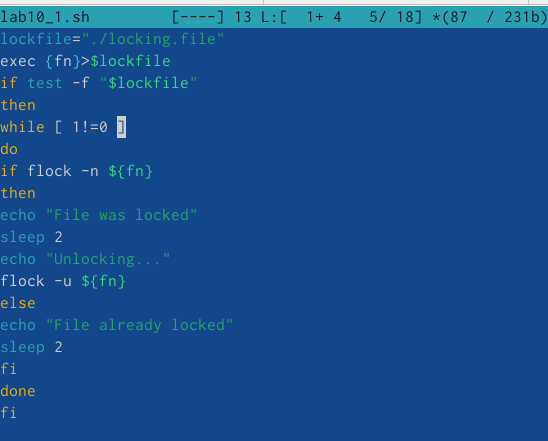 lab10_1.sh [----] 13 L:[ 1+ 4 5/ 18] *(87 / 231b)
lockfile="./locking.file"
exec {fn}>$lockfile
if test -f "$lockfile"
then
while [ 1!=0 ]
do
if flock -n ${fn}
then
echo "File was locked"
sleep 2
echo "Unlocking..."
flock -u ${fn}
else
echo "File already locked"
sleep 2
fi
done
fi